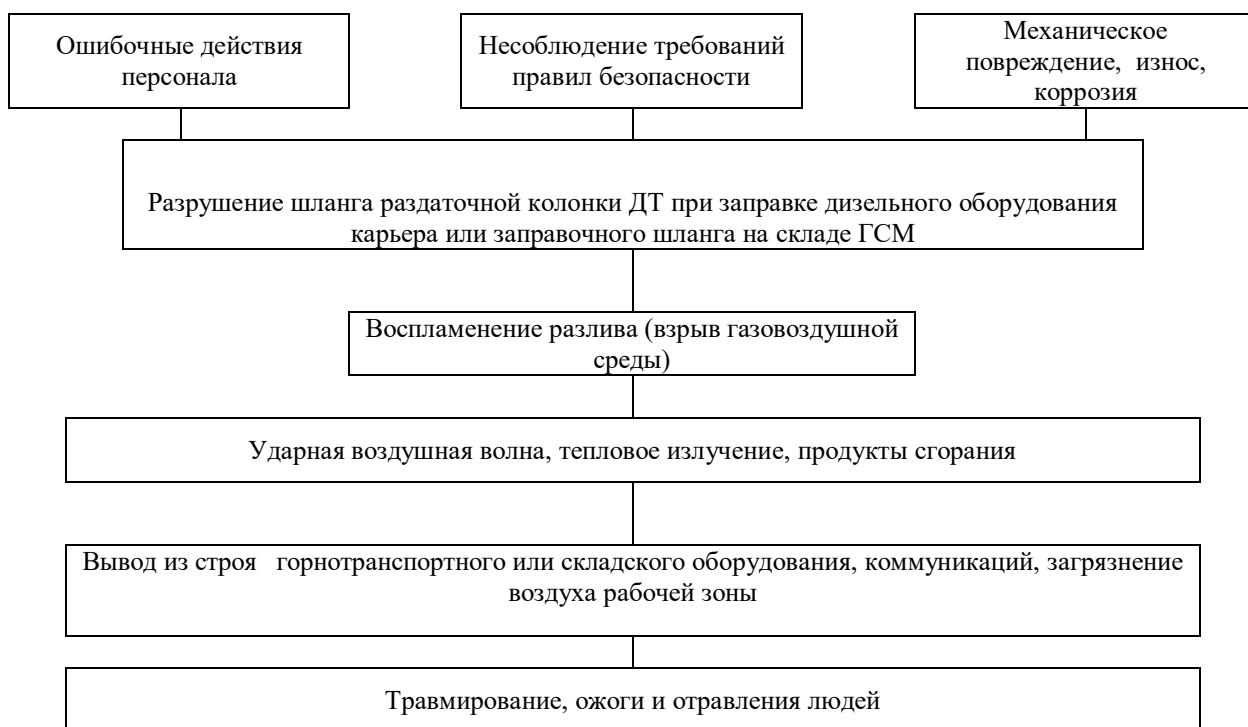 Ошибочные действия
персонала
Несоблюдение требований
правил безопасности
Механическое
повреждение, износ,
коррозия
Разрушение шланга раздаточной колонки ДТ при заправке дизельного оборудования
карьера или заправочного шланга на складе ГСМ
Воспламенение разлива (взрыв газовоздушной
среды)
Ударная воздушная волна, тепловое излучение, продукты сгорания
Вывод из строя горнотранспортного или складского оборудования, коммуникаций, загрязнение
воздуха рабочей зоны
Травмирование, ожоги и отравления людей